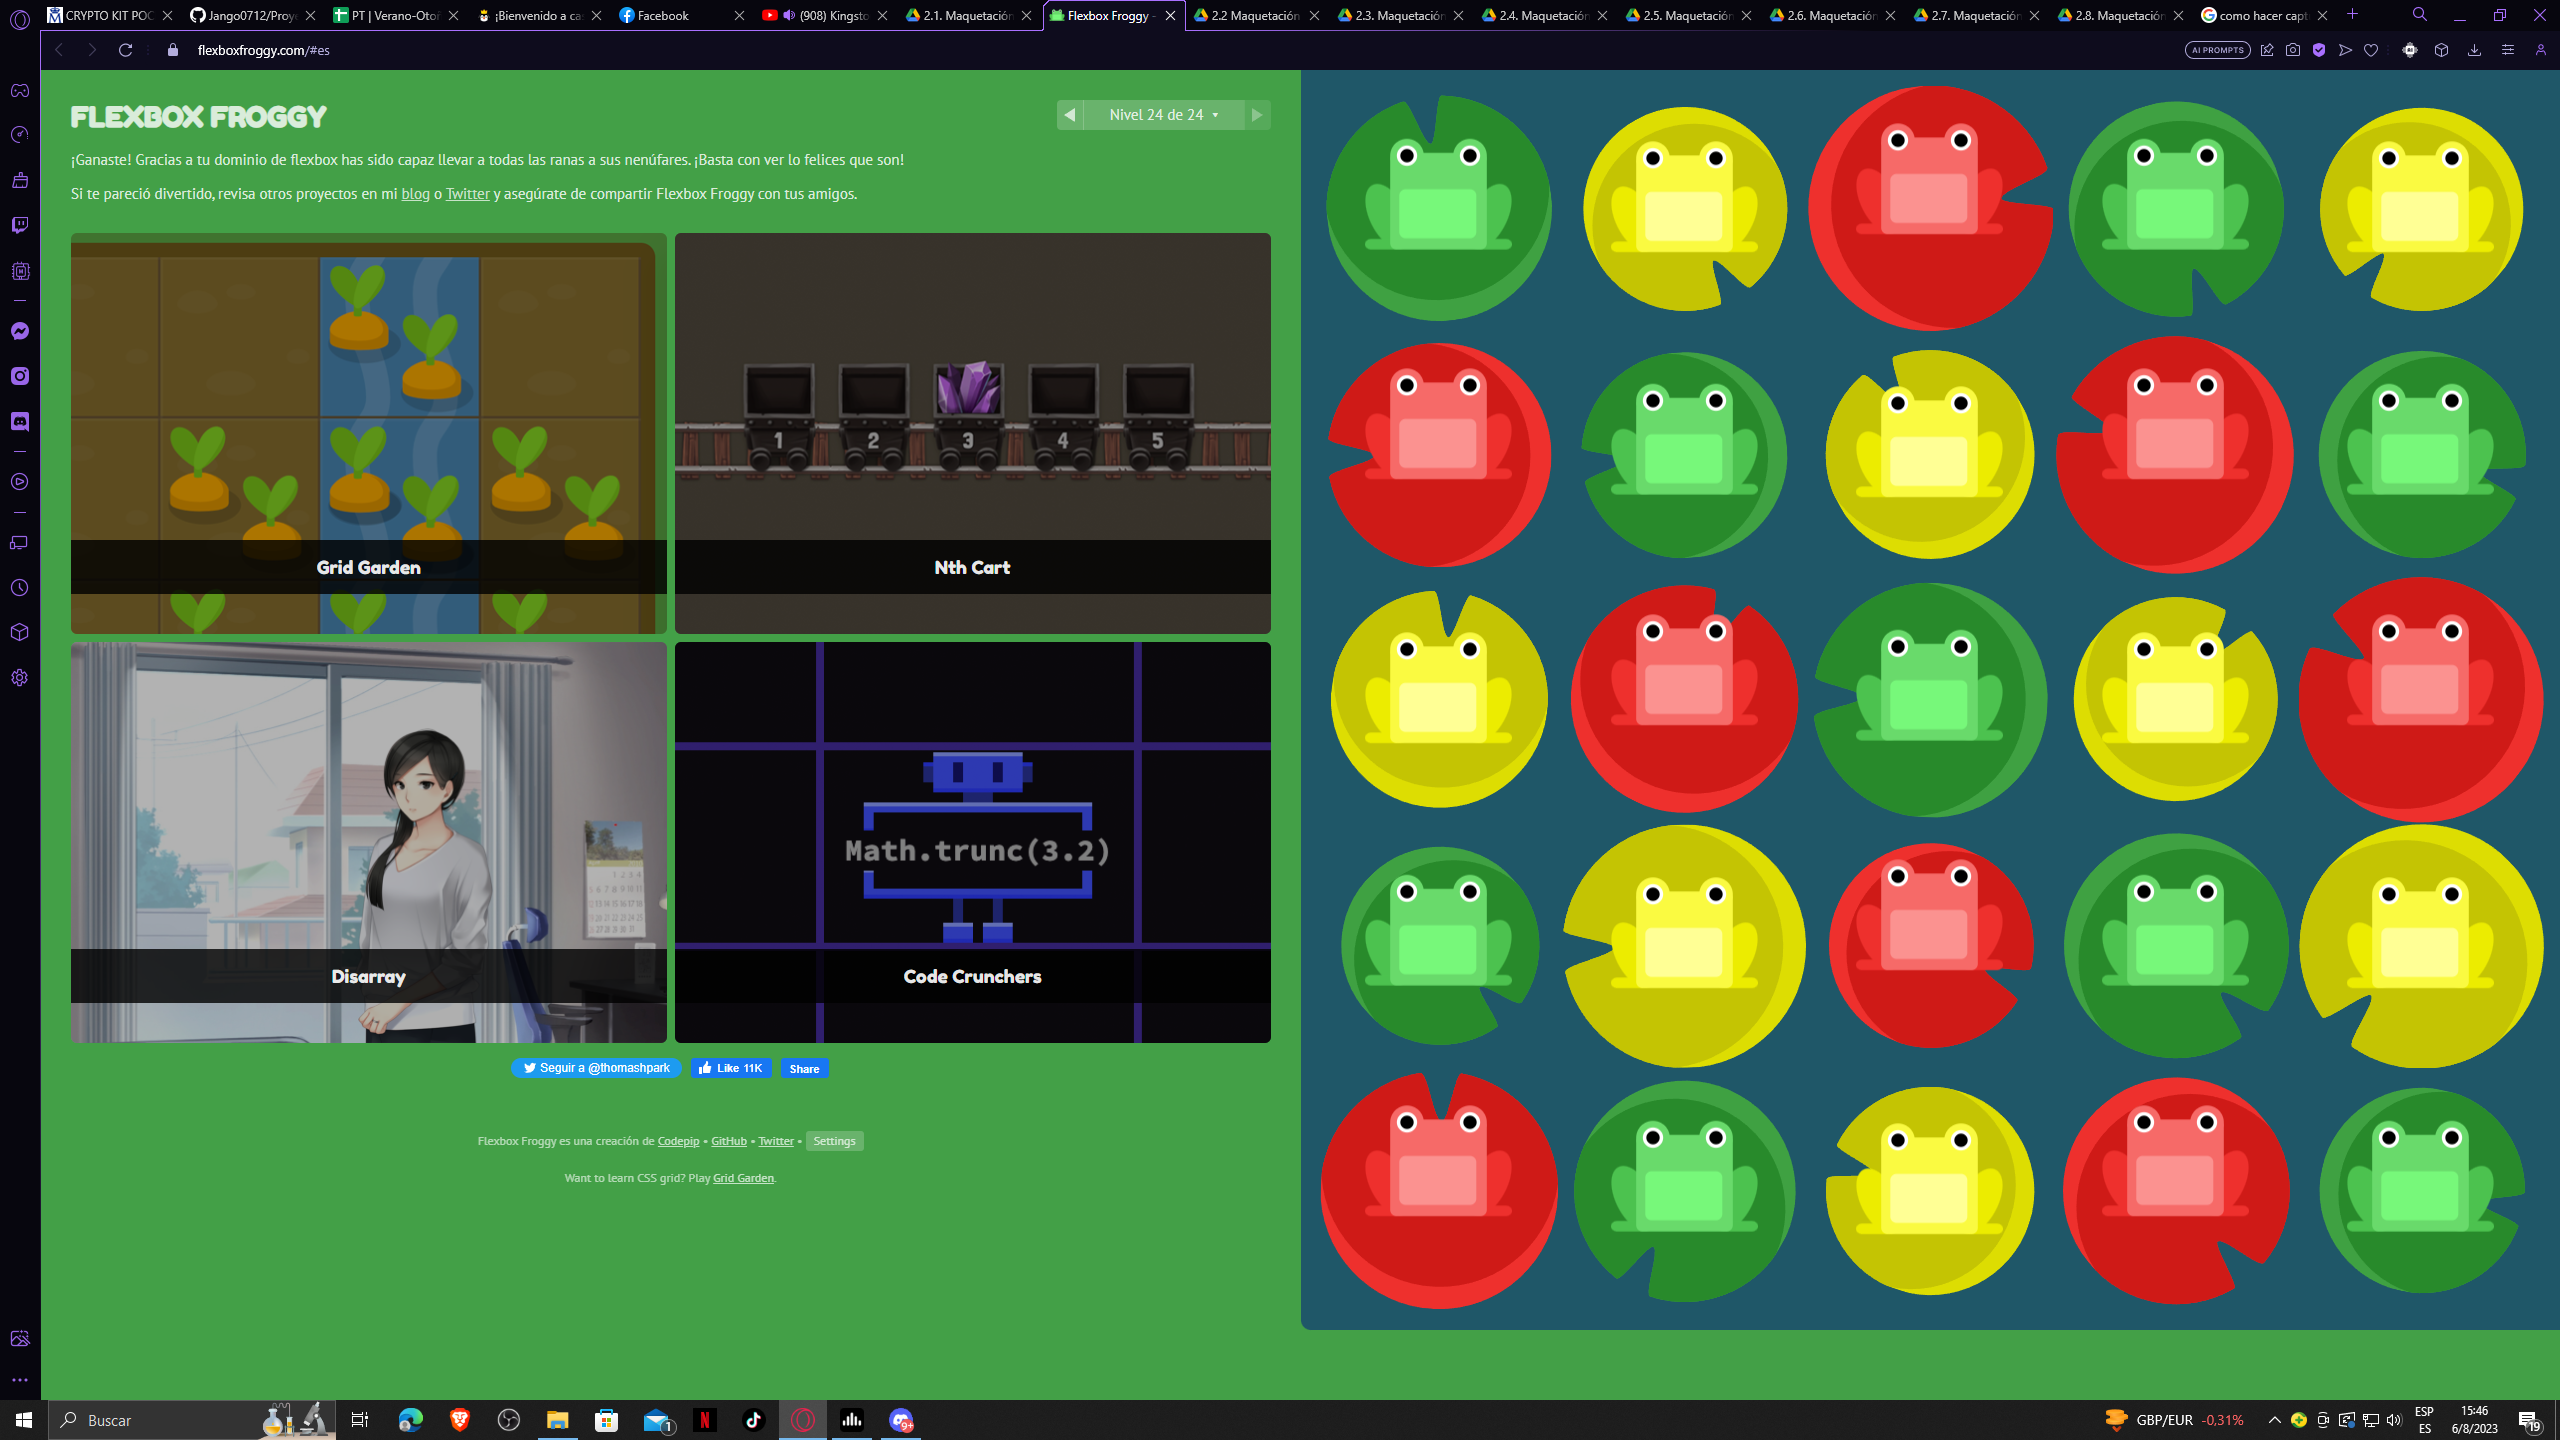 CRYPTO KIT POC
Jango0712/Proye
PT | Verano-Otoñ
¡Bienvenido a ca
Facebook
(908) Kingsto
2.1. Maquetación
Flexbox Froggy -
2.2 Maquetación
2.3. Maquetación
2.4. Maquetación
2.5. Maquetación
2.6. Maquetación
2.7. Maquetación
2.8. Maquetación
como hacer capt
flexboxfroggy.com/#es
AI PROMPTS
FLEXBOX FROGGY
Nivel 24 de 24
¡Ganaste! Gracias a tu dominio de flexbox has sido capaz llevar a todas las ranas a sus nenúfares. ¡Basta con ver lo felices que son!
Si te pareció divertido, revisa otros proyectos en mi blog o Twitter y asegúrate de compartir Flexbox Froggy con tus amigos.
1 2 3 4 5
Grid Garden
Nth Cart
Math.trunc(3.2)
Disarray
Code Crunchers
Seguir a @thomashpark
Like 11K
Share
Flexbox Froggy es una creación de Codepip • GitHub • Twitter • Settings
Want to learn CSS grid? Play Grid Garden.
Buscar
1
9+
GBP/EUR -0,31%
ESP
ES
15:46
6/8/2023
19